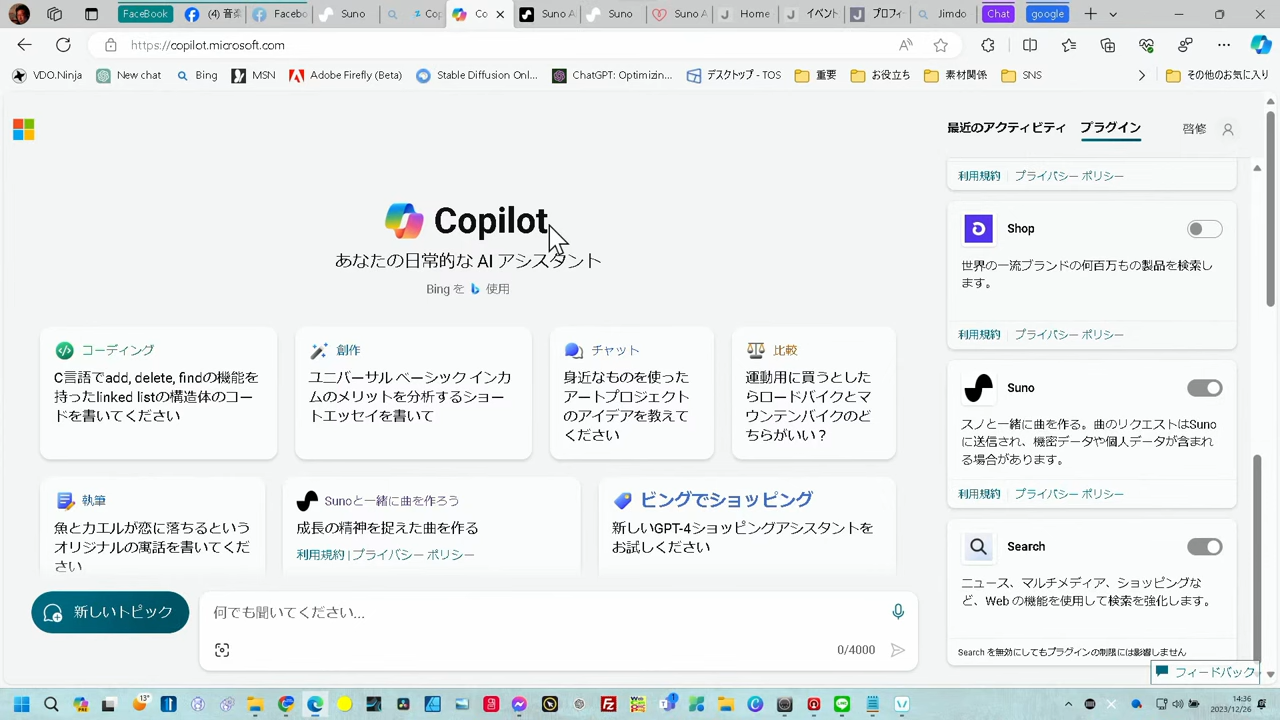 FaceBook
(4) 音
Faceb
Suno
Co
Suno A
Suno
Suno A
Home
プロフィ
Jimdo
Chat
google
https://copilot.microsoft.com
VDO.Ninja
New chat
Bing
MSN
Adobe Firefly (Beta)
Stable Diffusion Onl...
ChatGPT: Optimizin...
デスクトップ - TOS
重要
お役立ち
素材関係
SNS
その他のお気に入り
最近のアクティビティ
プラグイン
啓修
Copilot
あなたの日常的な AI アシスタント
Bing を 使用
コーディング
C言語でadd, delete, findの機能を
持ったlinked listの構造体のコー
ドを書いてください
創作
ユニバーサル ベーシック インカ
ムのメリットを分析するショー
トエッセイを書いて
チャット
身近なものを使った
アートプロジェクト
のアイデアを教えて
ください
比較
運動用に買うとした
らロードバイクとマ
ウンテンバイクのど
ちらがいい？
執筆
魚とカエルが恋に落ちるという
オリジナルの寓話を書いてくだ
さい
Sunoと一緒に曲を作ろう
成長の精神を捉えた曲を作る
利用規約 | プライバシー ポリシー
ビングでショッピング
新しいGPT-4ショッピングアシスタントを
お試しください
新しいトピック
何でも聞いてください...
0/4000
利用規約 | プライバシー ポリシー
Shop
世界の一流ブランドの何百万もの製品を検索し
ます。
利用規約 | プライバシー ポリシー
Suno
スノと一緒に曲を作る。曲のリクエストはSuno
に送信され、機密データや個人データが含まれ
る場合があります。
利用規約 | プライバシー ポリシー
Search
ニュース、マルチメディア、ショッピングな
ど、Web の機能を使用して検索を強化します。
Search を無効にしてもプラグインの制限には影響しません
フィードバック
13°
14:36
2023/12/26